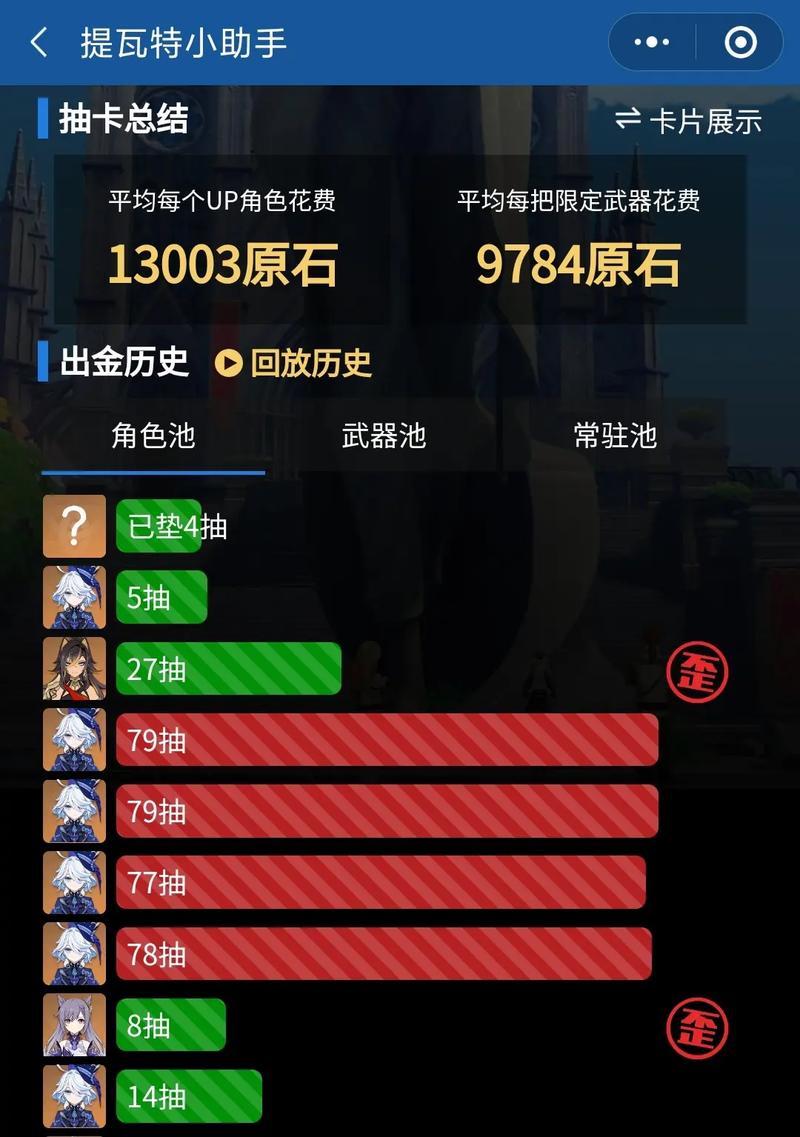 提瓦特小助手
抽卡总结
卡片展示
平均每个UP角色花费
平均每把限定武器花费
13003原石
9784原石
出金历史 回放历史
角色池 武器池 常驻池
?
已垫4抽
5抽
27抽 歪
79抽
79抽
77抽
78抽
8抽 歪
14抽